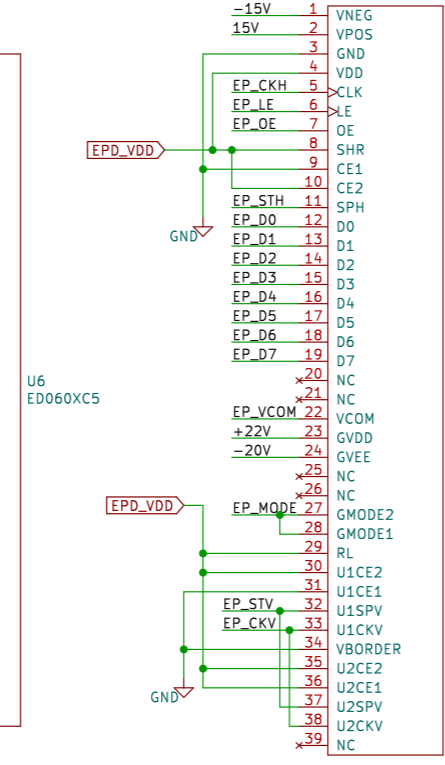 -15V 1 VNEG
15V 2 VPOS
3 GND
4 VDD
EP_CKH 5 CLK
EP_LE 6 LE
EP_OE 7 OE
EPD_VDD 8 SHR
9 CE1
10 CE2
EP_STH 11 SPH
EP_D0 12 D0
GND
EP_D1 13 D1
EP_D2 14 D2
EP_D3 15 D3
EP_D4 16 D4
EP_D5 17 D5
EP_D6 18 D6
EP_D7 19 D7
20 NC
U6
ED060XC5
21 NC
EP_VCOM 22 VCOM
+22V 23 GVDD
-20V 24 GVEE
25 NC
26 NC
EPD_VDD
EP_MODE 27 GMODE2
28 GMODE1
29 RL
30 U1CE2
31 U1CE1
EP_STV 32 U1SPV
EP_CKV 33 U1CKV
34 VBORDER
35 U2CE2
36 U2CE1
GND
37 U2SPV
38 U2CKV
39 NC